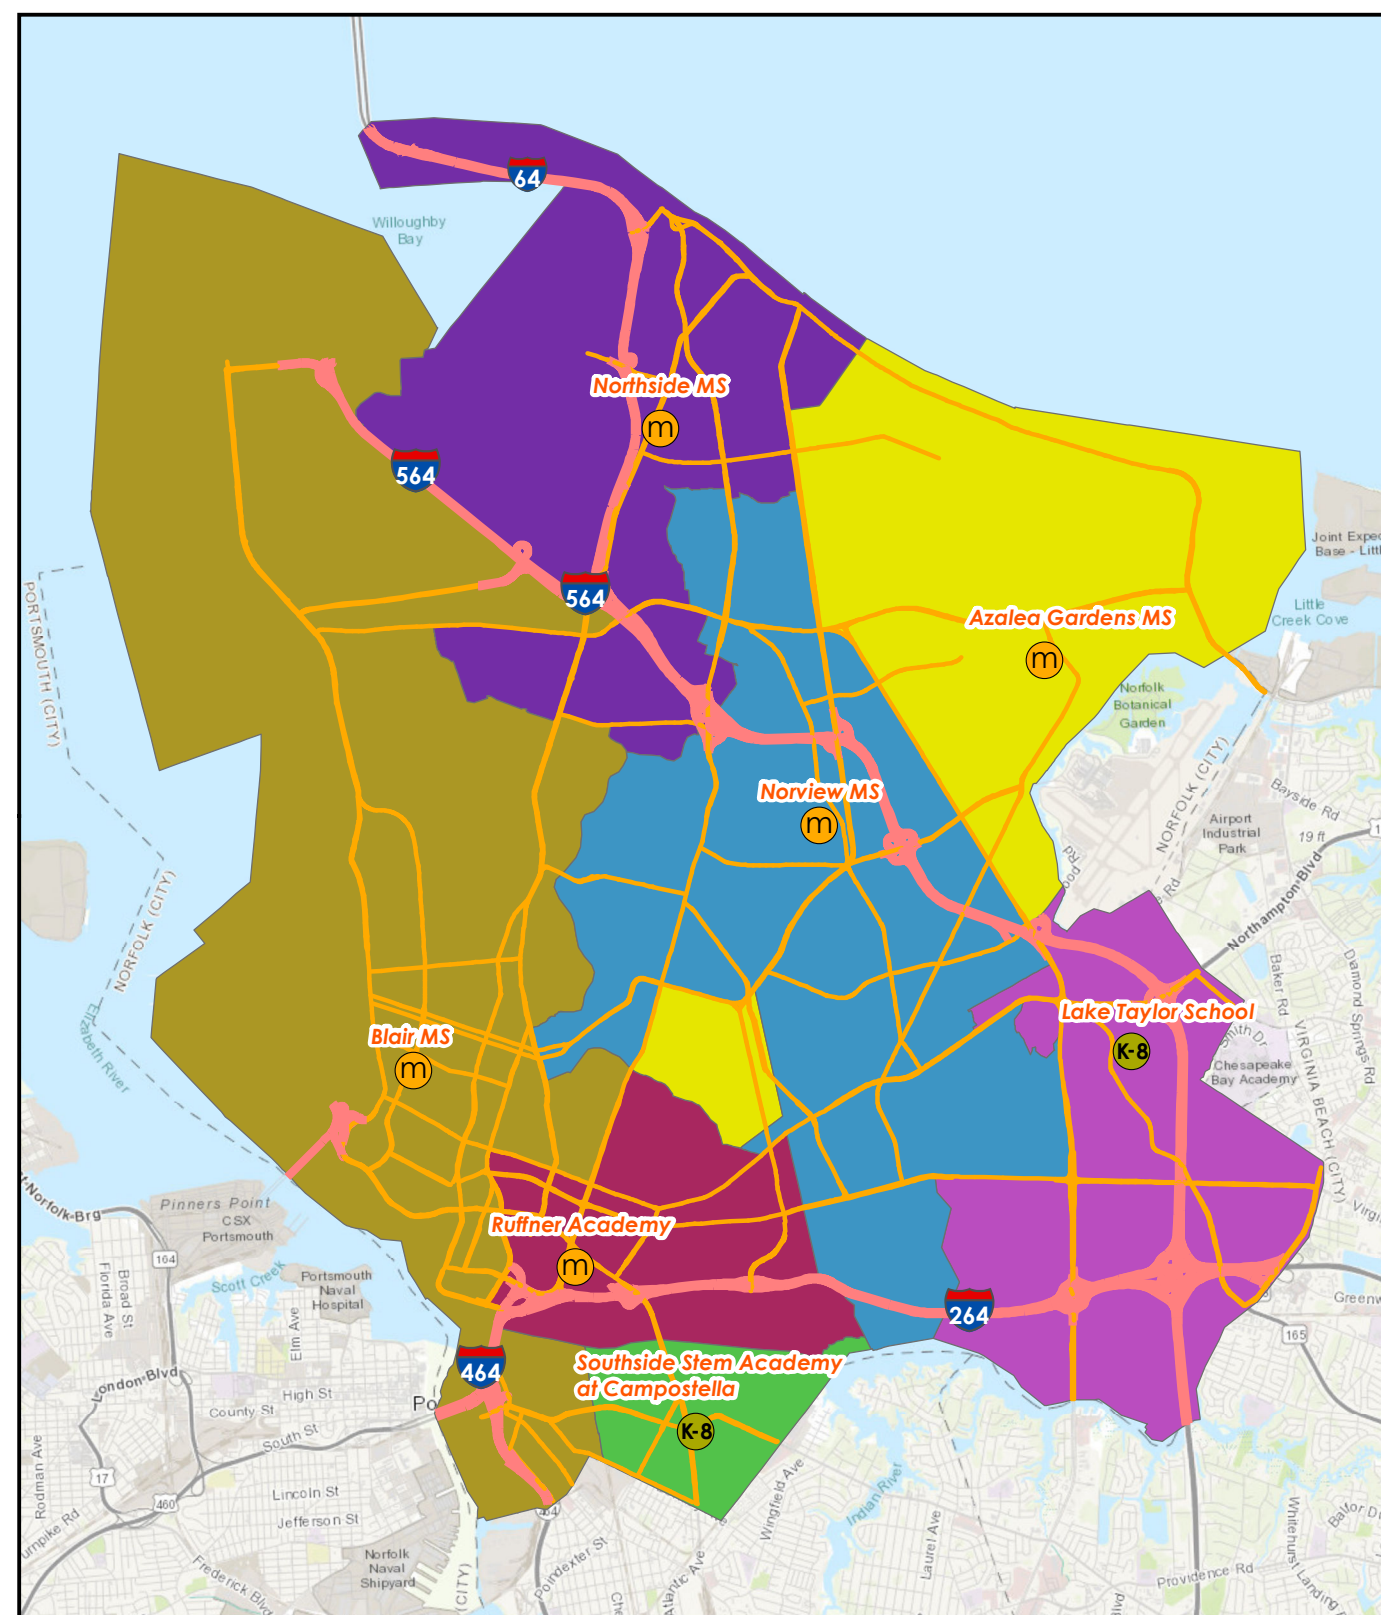 64
Willoughby
Bay
Northside MS
m
564
564
Joint Expec
Base - Littl
Little
Creek Cove
PORTSMOUTH (CITY)
Azalea Gardens MS
m
Norfolk
Botanical
Garden
NORFOLK (CITY)
Bayside Rd
Airport
Industrial
Park
19 ft
Norview MS
m
Northampton Blvd
NORFOLK (CITY)
Baker Rd
Diamond Springs Rd
Lake Taylor School
K-8
Smith Dr
Chesapeake
Bay Academy
VIRGINIA BEACH (CITY)
Elizabeth River
Blair MS
m
Pinners Point
CSX
Portsmouth
164
Scott Creek
Broad St
Florida Ave
Portsmouth
Naval
Hospital
Elm Ave
Ruffner Academy
m
264
Greenw
165
464
Southside Stem Academy
at Campostella
K-8
London Blvd
High St
County St
South St
Po
Rodman Ave
17
460
Lincoln St
Jefferson St
Norfolk
Naval
Shipyard
Frederick Blvd
(CITY)
Poindexter St
Wingfield Ave
Indian River
Laurel Ave
Providence Rd
Whitehurst Landing